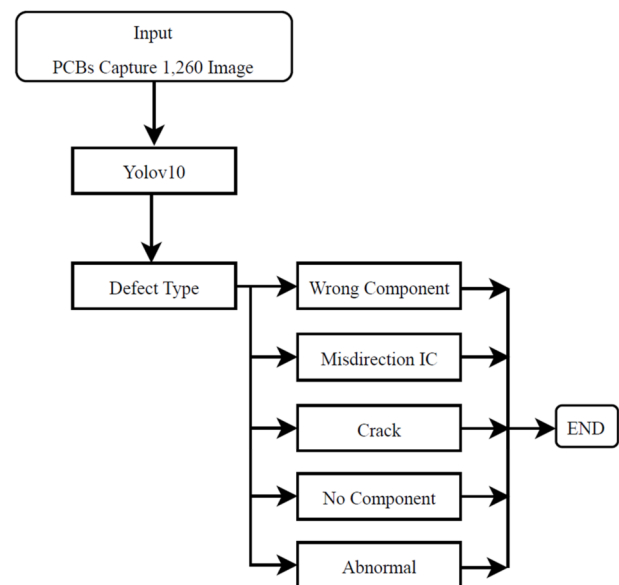 Input
PCBs Capture 1,260 Image
Yolov10
Defect Type
Wrong Component
Misdirection IC
Crack
No Component
Abnormal
END